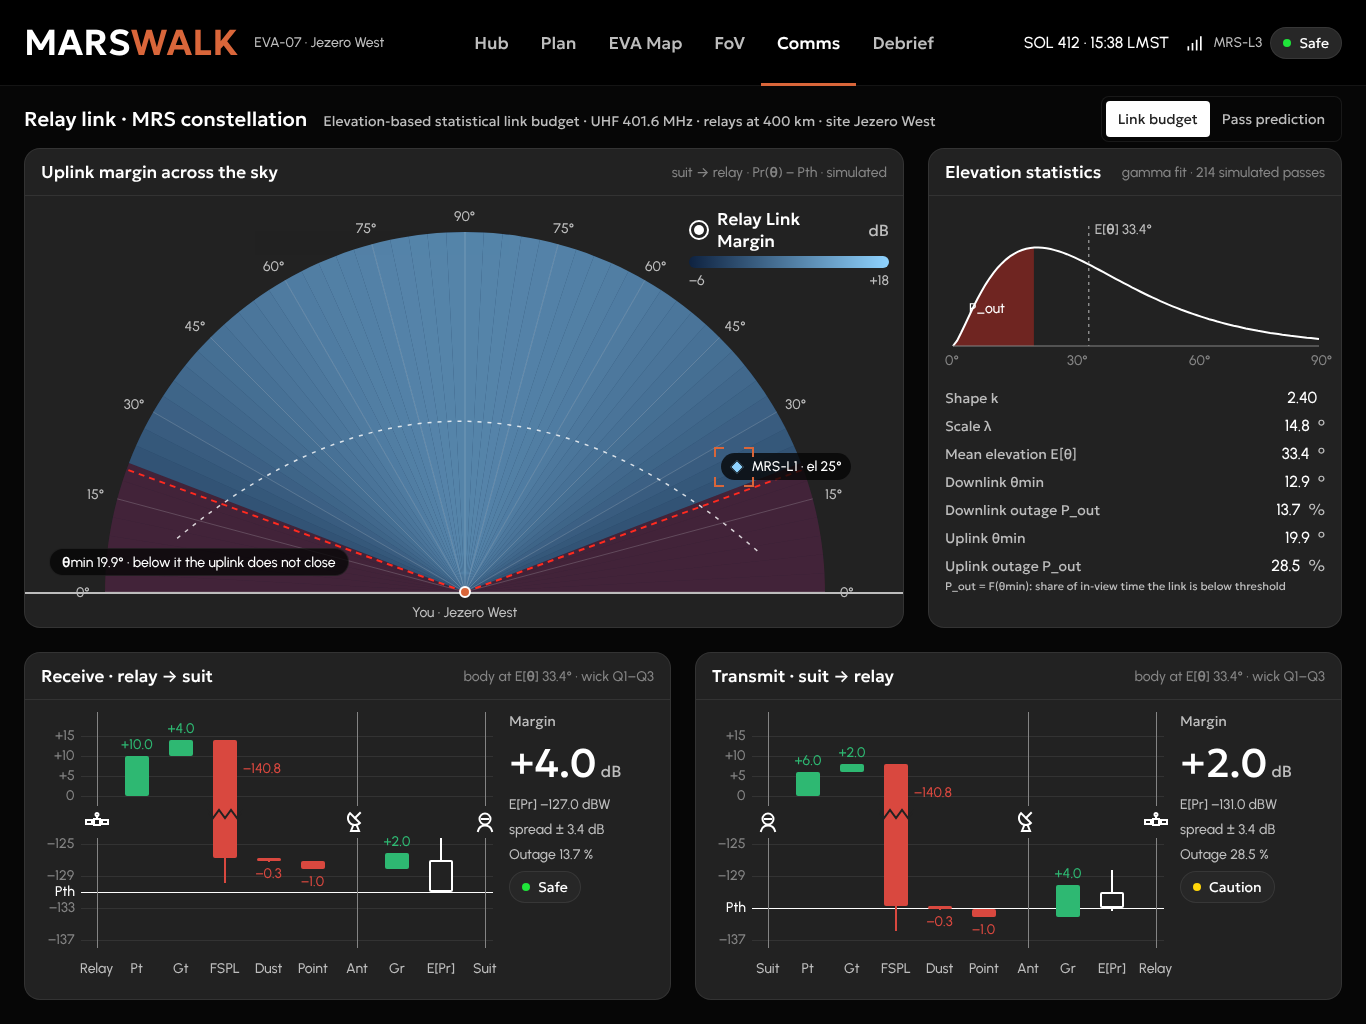 MARSWALK EVA-07 · Jezero West Hub Plan EVA Map FoV Comms Debrief SOL 412 · 15:38 LMST MRS-L3 Safe
Relay link · MRS constellation Elevation-based statistical link budget · UHF 401.6 MHz · relays at 400 km · site Jezero West Link budget Pass prediction
Uplink margin across the sky suit → relay · Pr(θ) − Pth · simulated
90°
75° 75°
60° 60°
45° 45°
30° 30°
15° 15°
0° 0°
Relay Link Margin dB
−6 +18
MRS-L1 · el 25°
θmin 19.9° · below it the uplink does not close
You · Jezero West
Elevation statistics gamma fit · 214 simulated passes
E[θ] 33.4°
P_out
0° 30° 60° 90°
Shape k 2.40
Scale λ 14.8 °
Mean elevation E[θ] 33.4 °
Downlink θmin 12.9 °
Downlink outage P_out 13.7 %
Uplink θmin 19.9 °
Uplink outage P_out 28.5 %
P_out = F(θmin): share of in-view time the link is below threshold
Receive · relay → suit body at E[θ] 33.4° · wick Q1–Q3
+15
+10
+5
0
−125
−129
Pth
−133
−137
+10.0 +4.0 −140.8 −0.3 −1.0 +2.0
Relay Pt Gt FSPL Dust Point Ant Gr E[Pr] Suit
Margin
+4.0 dB
E[Pr] −127.0 dBW
spread ± 3.4 dB
Outage 13.7 %
Safe
Transmit · suit → relay body at E[θ] 33.4° · wick Q1–Q3
+15
+10
+5
0
−125
−129
Pth
−137
+6.0 +2.0 −140.8 −0.3 −1.0 +4.0
Suit Pt Gt FSPL Dust Point Ant Gr E[Pr] Relay
Margin
+2.0 dB
E[Pr] −131.0 dBW
spread ± 3.4 dB
Outage 28.5 %
Caution